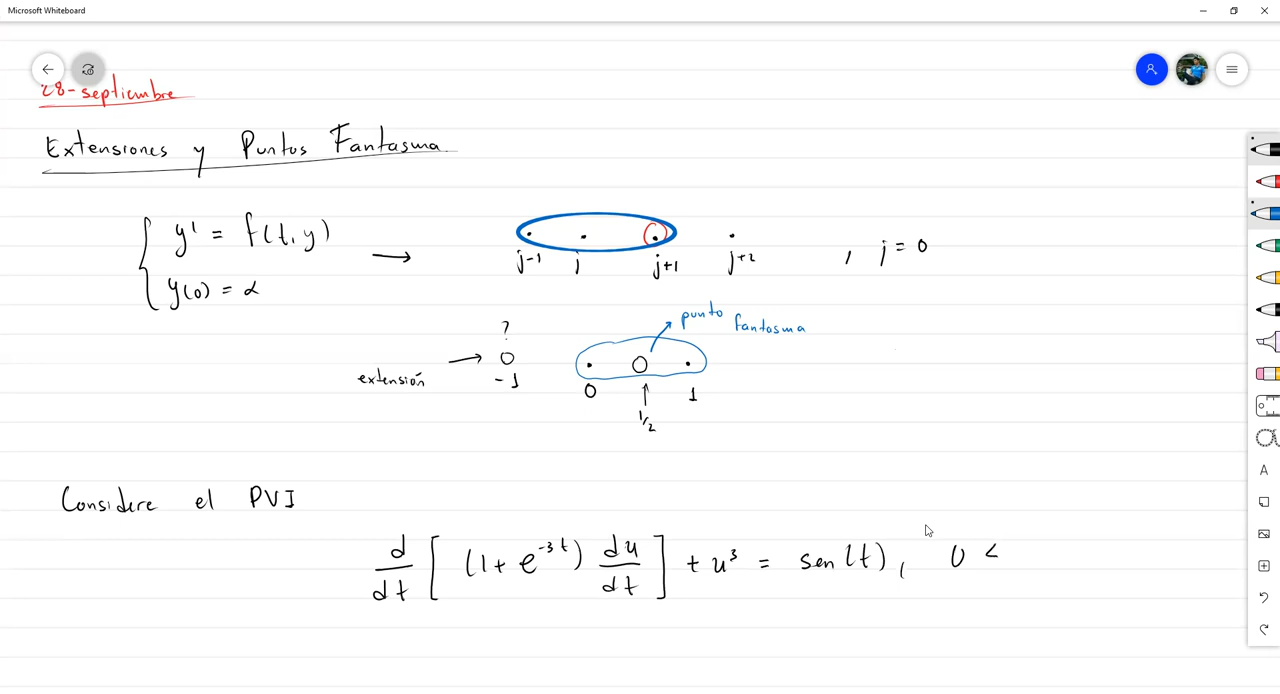 Microsoft Whiteboard
28-septiembre
Extensiones y Puntos Fantasma
y' = f(t, y)
y(0) = α
j-1 j j+1 j+2 , j = 0
punto fantasma
?
extensión
-1 0 1
1/2
Considere el PVI
d/dt [ (1 + e^{-3t}) du/dt ] + u³ = sen(t), 0 <
A